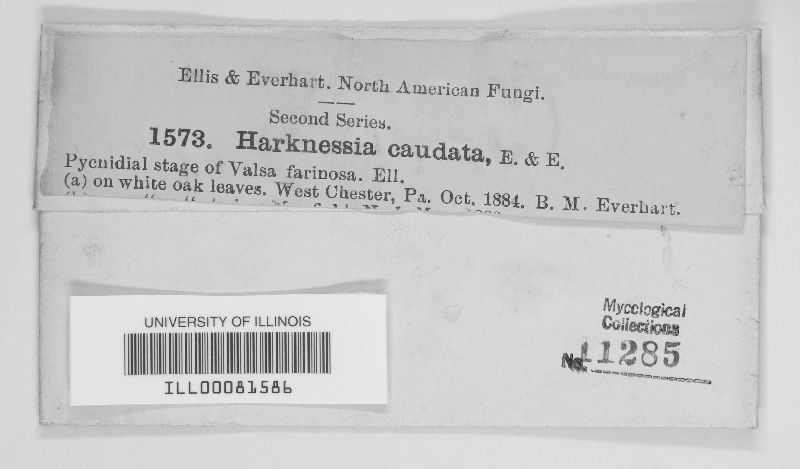 Ellis & Everhart. North American Fungi.
Second Series.
1573. Harknessia caudata, E. & E.
Pycnidial stage of Valsa farinosa. Ell.
(a) on white oak leaves. West Chester, Pa. Oct. 1884. B. M. Everhart.
UNIVERSITY OF ILLINOIS
ILL00081586
Mycological
Collections
No. 11285